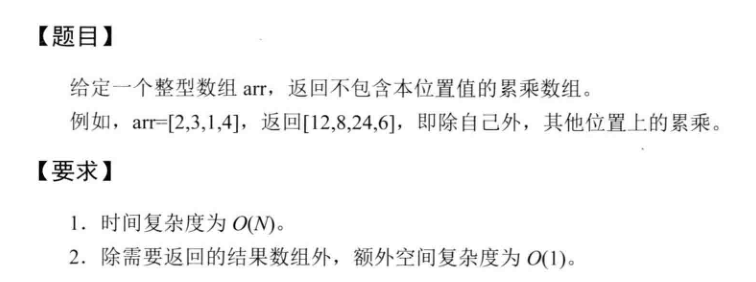 【题目】
给定一个整型数组 arr，返回不包含本位置值的累乘数组。
例如，arr=[2,3,1,4]，返回[12,8,24,6]，即除自己外，其他位置上的累乘。
【要求】
1．时间复杂度为 O(N)。
2．除需要返回的结果数组外，额外空间复杂度为 O(1)。